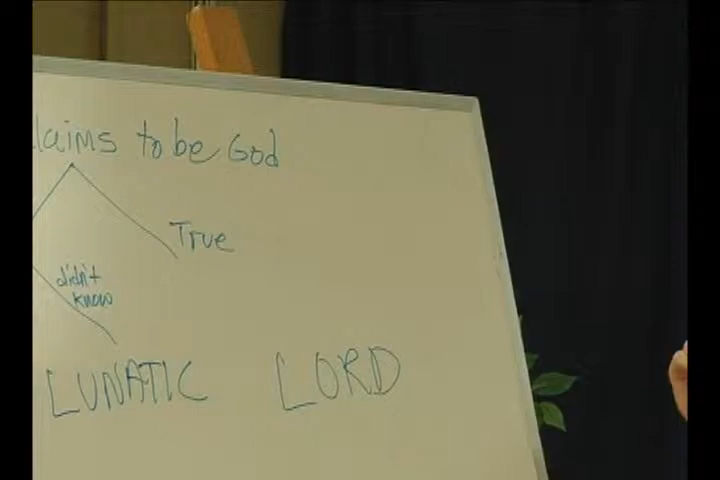 laims to be God
True
didn't
know
LUNATIC LORD